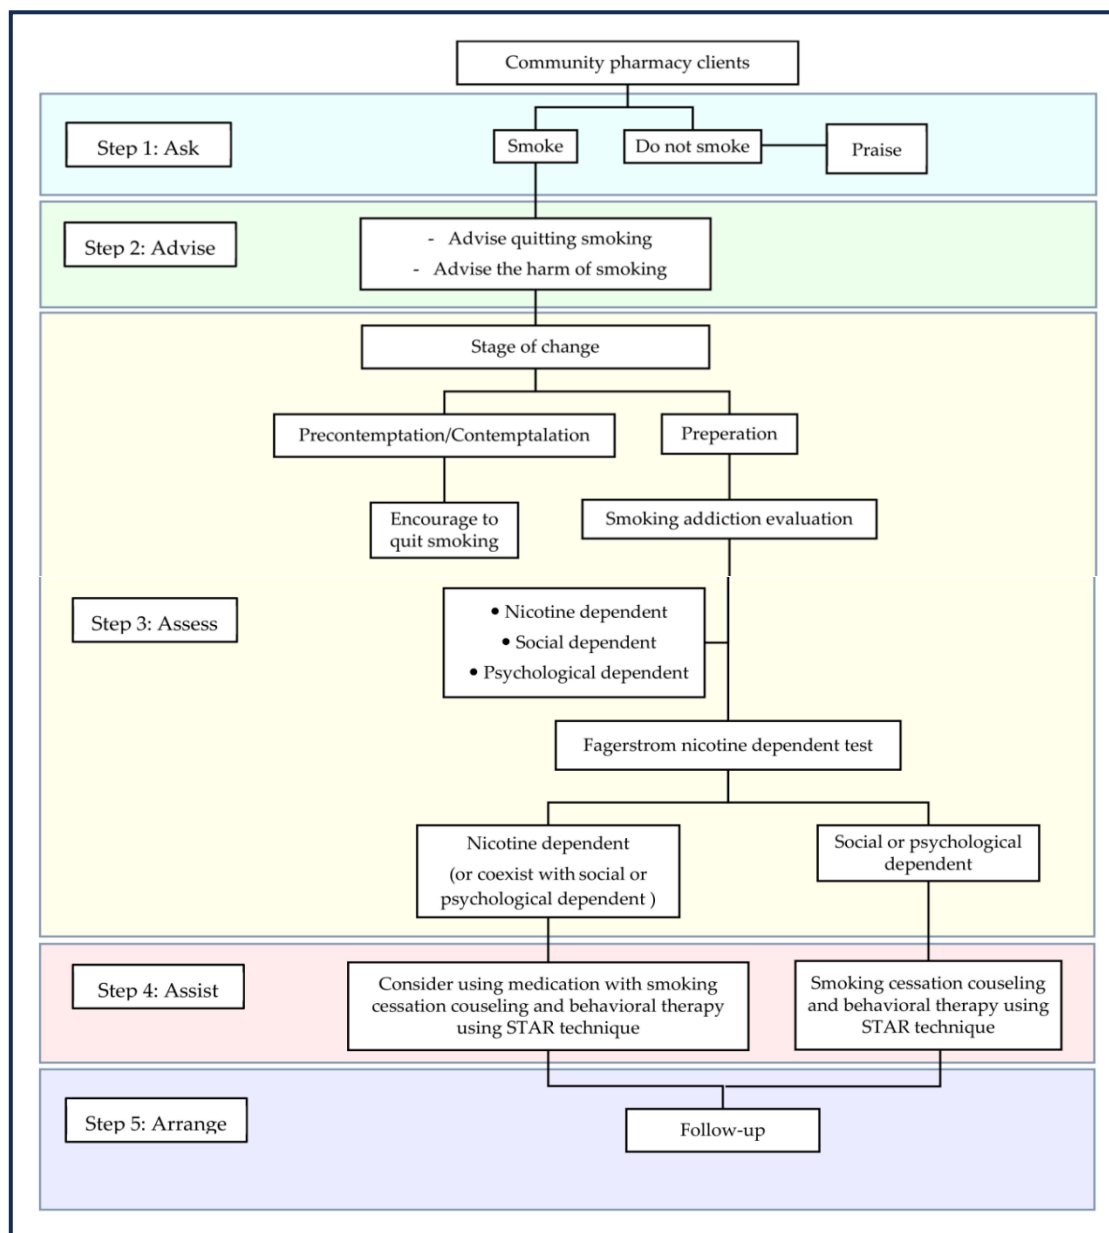 Community pharmacy clients
Step 1: Ask
Smoke
Do not smoke
Praise
Step 2: Advise
- Advise quitting smoking
- Advise the harm of smoking
Stage of change
Precontemptation/Contemptalation
Preperation
Encourage to
quit smoking
Smoking addiction evaluation
Step 3: Assess
• Nicotine dependent
• Social dependent
• Psychological dependent
Fagerstrom nicotine dependent test
Nicotine dependent
(or coexist with social or
psychological dependent )
Social or psychological
dependent
Step 4: Assist
Consider using medication with smoking
cessation couseling and behavioral therapy
using STAR technique
Smoking cessation couseling
and behavioral therapy using
STAR technique
Step 5: Arrange
Follow-up